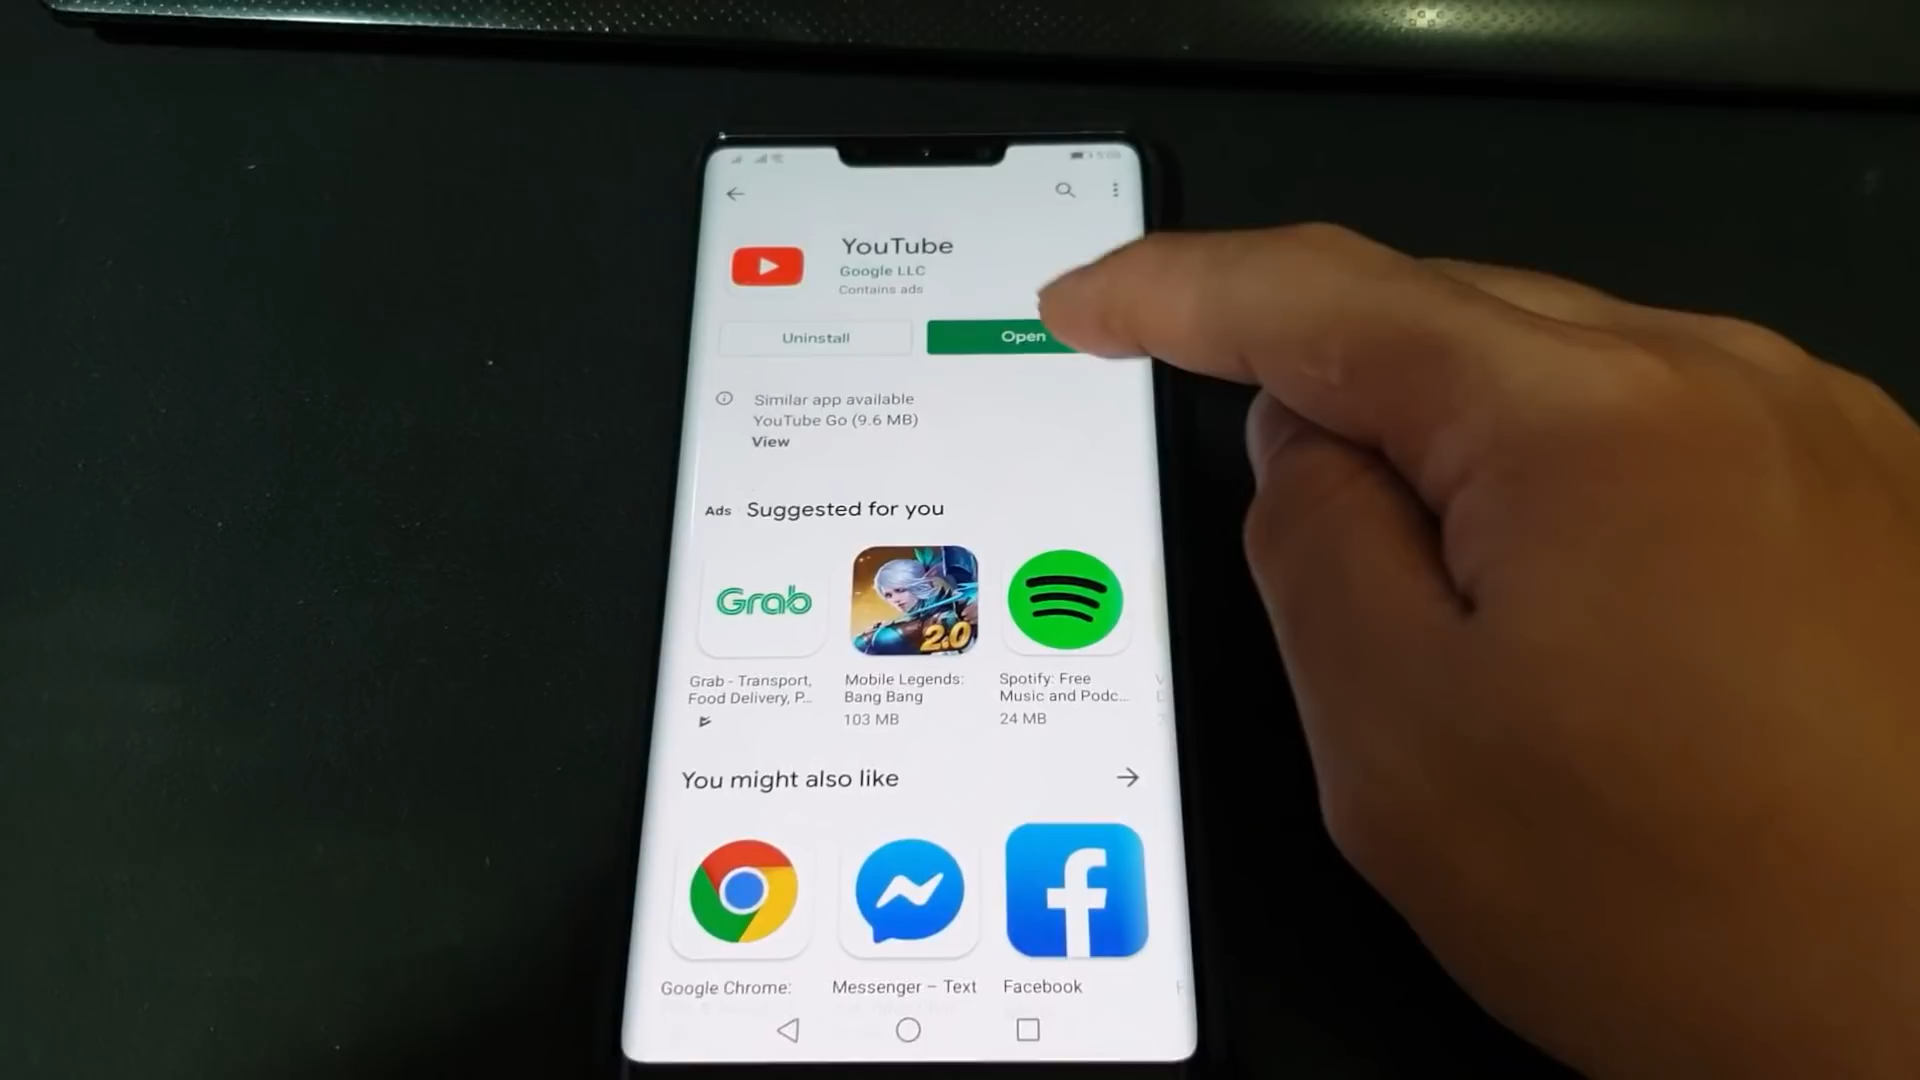 YouTube
Google LLC
Contains ads
Uninstall
Open
Similar app available
YouTube Go (9.6 MB)
View
Ads
Suggested for you
Grab
2.0
Grab - Transport,
Food Delivery, P...
Mobile Legends:
Bang Bang
103 MB
Spotify: Free
Music and Podc...
24 MB
You might also like
Google Chrome:
Messenger – Text
Facebook